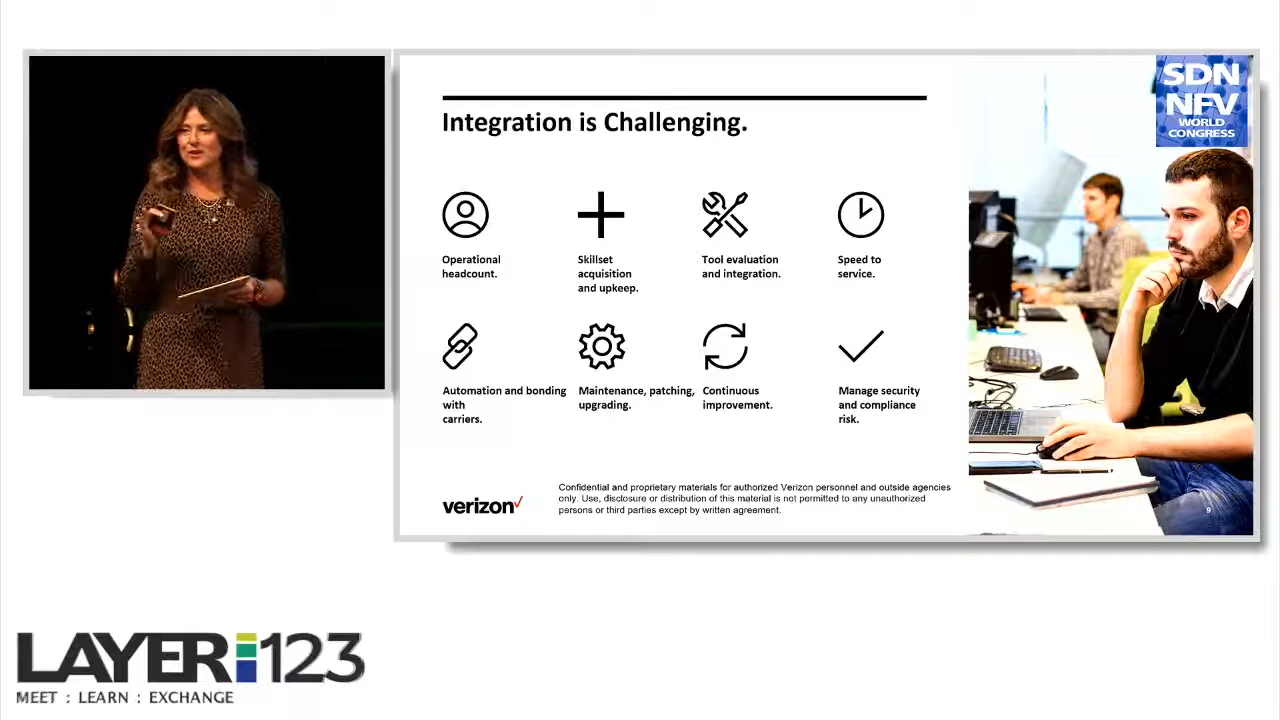 SDN
NFV
WORLD
CONGRESS
Integration is Challenging.
Operational
headcount.
Skillset
acquisition
and upkeep.
Tool evaluation
and integration.
Speed to
service.
Automation and bonding
with
carriers.
Maintenance, patching,
upgrading.
Continuous
improvement.
Manage security
and compliance
risk.
verizon
Confidential and proprietary materials for authorized Verizon personnel and outside agencies
only. Use, disclosure or distribution of this material is not permitted to any unauthorized
persons or third parties except by written agreement.
9
LAYER 123
MEET : LEARN : EXCHANGE